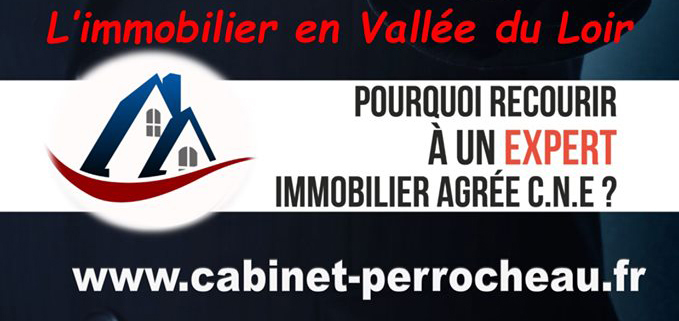 L'immobilier en Vallée du Loir
POURQUOI RECOURIR
À UN EXPERT
IMMOBILIER AGRÉE C.N.E ?
www.cabinet-perrocheau.fr